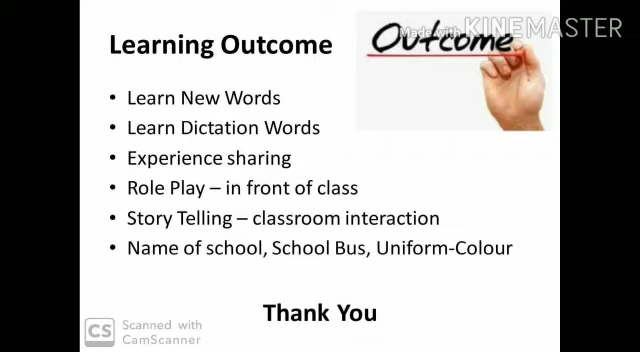 Learning Outcome
Outcome
Made with KINEMASTER
• Learn New Words
• Learn Dictation Words
• Experience sharing
• Role Play – in front of class
• Story Telling – classroom interaction
• Name of school, School Bus, Uniform-Colour
Thank You
CS Scanned with
CamScanner